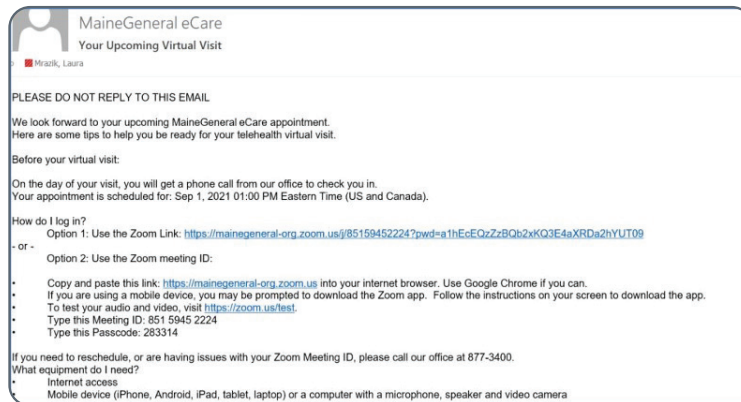 MaineGeneral eCare
Your Upcoming Virtual Visit
Mrazik, Laura
PLEASE DO NOT REPLY TO THIS EMAIL
We look forward to your upcoming MaineGeneral eCare appointment.
Here are some tips to help you be ready for your telehealth virtual visit.
Before your virtual visit:
On the day of your visit, you will get a phone call from our office to check you in.
Your appointment is scheduled for: Sep 1, 2021 01:00 PM Eastern Time (US and Canada).
How do I log in?
Option 1: Use the Zoom Link: https://mainegeneral-org.zoom.us/j/85159452224?pwd=a1hEcEQzZzBQb2xKQ3E4aXRDa2hYUT09
- or -
Option 2: Use the Zoom meeting ID:
• Copy and paste this link: https://mainegeneral-org.zoom.us into your internet browser. Use Google Chrome if you can.
• If you are using a mobile device, you may be prompted to download the Zoom app. Follow the instructions on your screen to download the app.
• To test your audio and video, visit https://zoom.us/test.
• Type this Meeting ID: 851 5945 2224
• Type this Passcode: 283314
If you need to reschedule, or are having issues with your Zoom Meeting ID, please call our office at 877-3400.
What equipment do I need?
• Internet access
• Mobile device (iPhone, Android, iPad, tablet, laptop) or a computer with a microphone, speaker and video camera